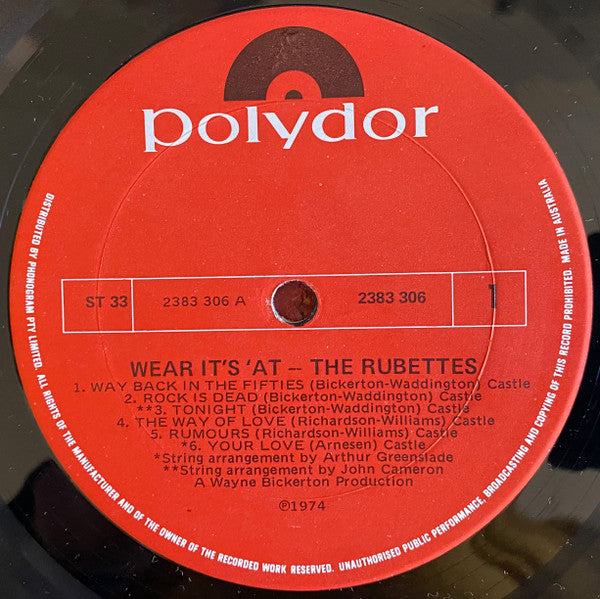 polydor
ST 33 2383 306 A 2383 306 1
WEAR IT'S 'AT -- THE RUBETTES
1. WAY BACK IN THE FIFTIES (Bickerton-Waddington) Castle
2. ROCK IS DEAD (Bickerton-Waddington) Castle
**3. TONIGHT (Bickerton-Waddington) Castle
4. THE WAY OF LOVE (Richardson-Williams) Castle
5. RUMOURS (Richardson-Williams) Castle
*6. YOUR LOVE (Arnesen) Castle
*String arrangement by Arthur Greenslade
**String arrangement by John Cameron
A Wayne Bickerton Production
℗1974
DISTRIBUTED BY PHONOGRAM PTY LIMITED. ALL RIGHTS OF THE MANUFACTURER AND OF THE OWNER OF THE RECORDED WORK RESERVED. UNAUTHORISED PUBLIC PERFORMANCE, BROADCASTING AND COPYING OF THIS RECORD PROHIBITED. MADE IN AUSTRALIA